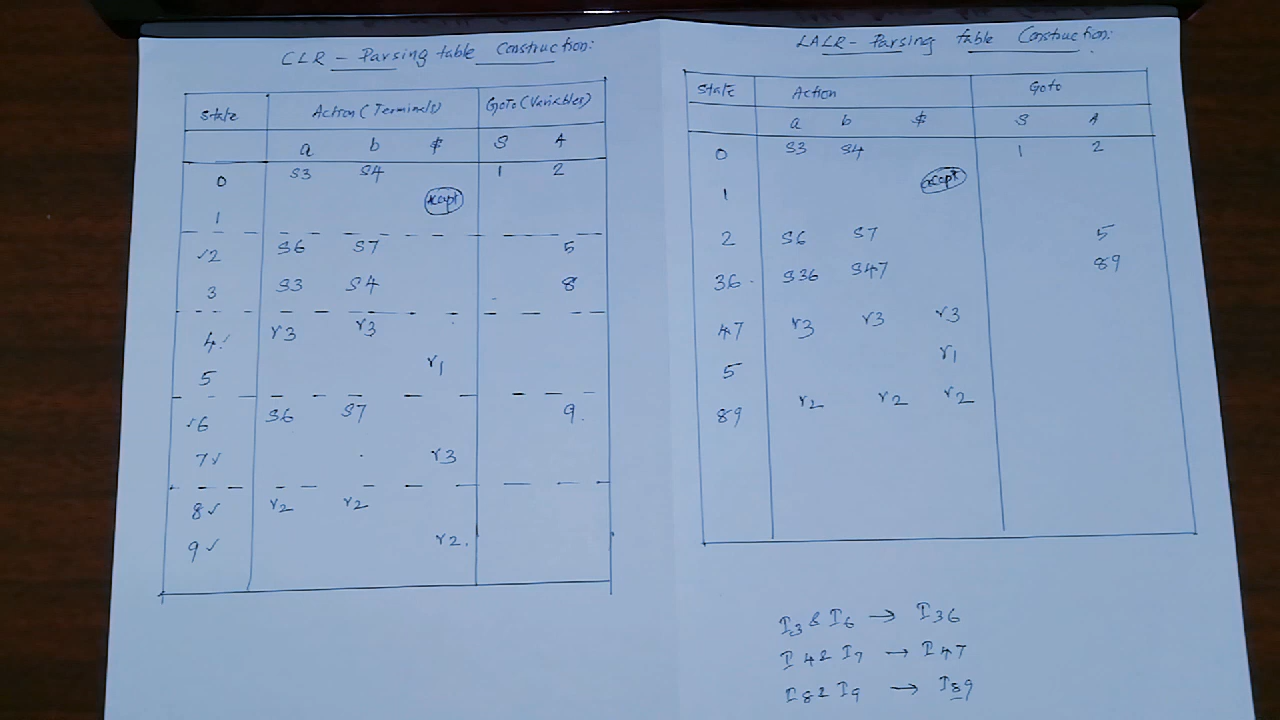 CLR - Parsing table Construction:
State Action (Terminals) GoTo (Variables)
a b $ S A
0 S3 S4 1 2
1 accept
✓2 S6 S7 5
3 S3 S4 8
4✓ r3 r3
5 r1
✓6 S6 S7 9.
7✓ r3
8✓ r2 r2
9✓ r2.
LALR - Parsing table Construction:
State Action Goto
a b $ S A
0 S3 S4 1 2
1 accept
2 S6 S7 5
36 S36 S47 89
47 r3 r3 r3
5 r1
89 r2 r2 r2
I3 & I6 → I36
I4 & I7 → I47
I8 & I9 → I89